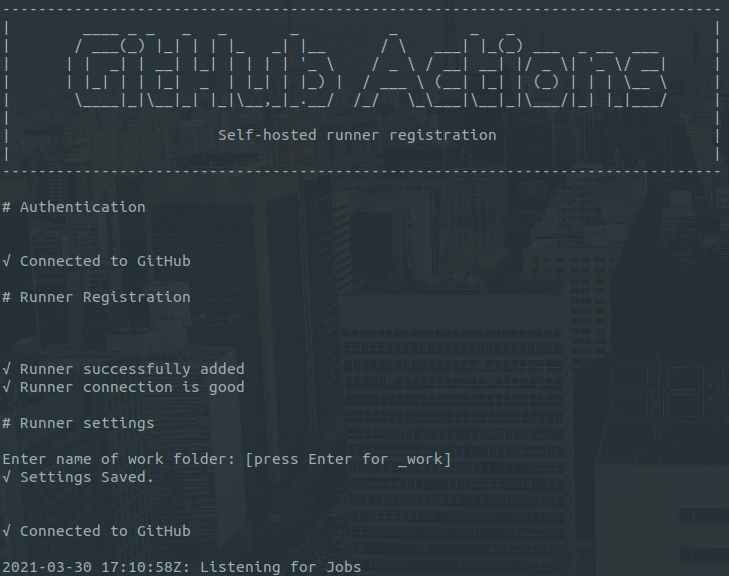 GitHub Actions
Self-hosted runner registration
# Authentication
√ Connected to GitHub
# Runner Registration
√ Runner successfully added
√ Runner connection is good
# Runner settings
Enter name of work folder: [press Enter for _work]
√ Settings Saved.
√ Connected to GitHub
2021-03-30 17:10:58Z: Listening for Jobs